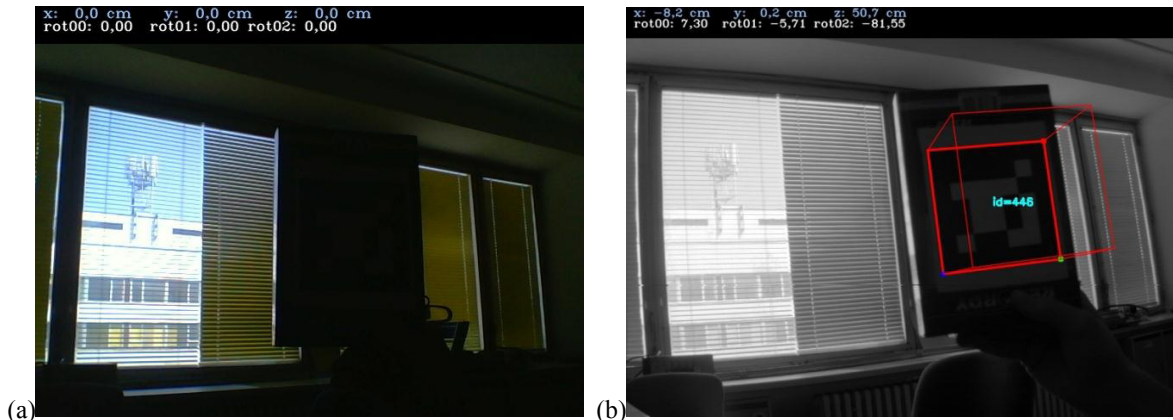 x: 0,0 cm y: 0,0 cm z: 0,0 cm
rot00: 0,00 rot01: 0,00 rot02: 0,00
(a)
x: -8,2 cm y: 0,2 cm z: 50,7 cm
rot00: 7,30 rot01: -5,71 rot02: -81,55
id=446
(b)